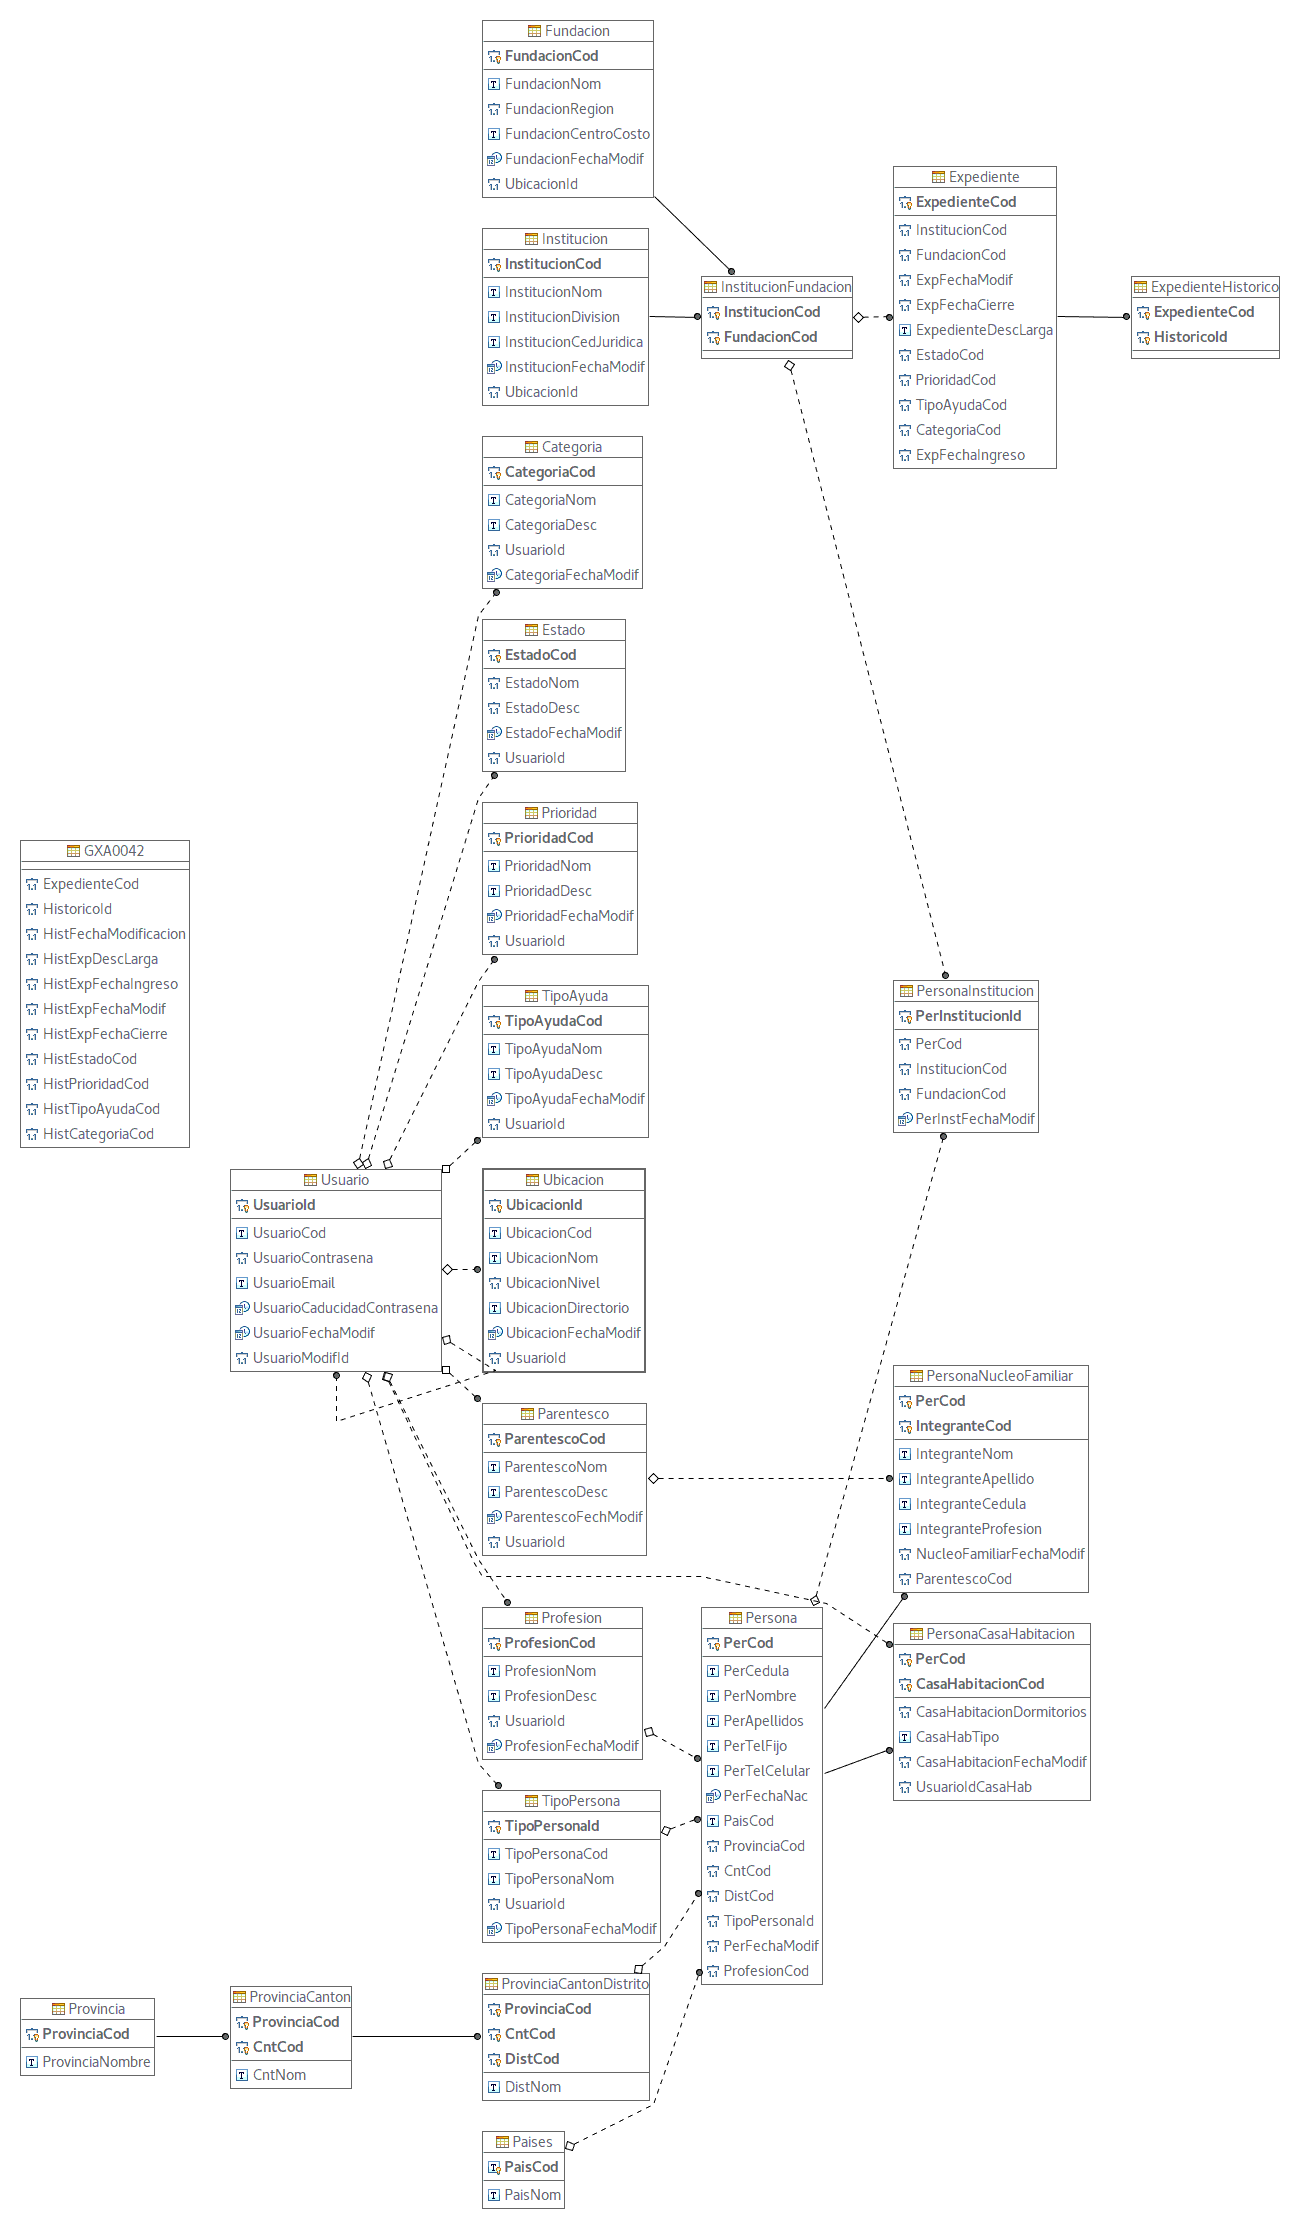 Fundacion
FundacionCod
FundacionNom
FundacionRegion
FundacionCentroCosto
FundacionFechaModif
UbicacionId
Institucion
InstitucionCod
InstitucionNom
InstitucionDivision
InstitucionCedJuridica
InstitucionFechaModif
UbicacionId
InstitucionFundacion
InstitucionCod
FundacionCod
Expediente
ExpedienteCod
InstitucionCod
FundacionCod
ExpFechaModif
ExpFechaCierre
ExpedienteDescLarga
EstadoCod
PrioridadCod
TipoAyudaCod
CategoriaCod
ExpFechaIngreso
ExpedienteHistorico
ExpedienteCod
HistoricoId
Categoria
CategoriaCod
CategoriaNom
CategoriaDesc
UsuarioId
CategoriaFechaModif
Estado
EstadoCod
EstadoNom
EstadoDesc
EstadoFechaModif
UsuarioId
Prioridad
PrioridadCod
PrioridadNom
PrioridadDesc
PrioridadFechaModif
UsuarioId
GXA0042
ExpedienteCod
HistoricoId
HistFechaModificacion
HistExpDescLarga
HistExpFechaIngreso
HistExpFechaModif
HistExpFechaCierre
HistEstadoCod
HistPrioridadCod
HistTipoAyudaCod
HistCategoriaCod
TipoAyuda
TipoAyudaCod
TipoAyudaNom
TipoAyudaDesc
TipoAyudaFechaModif
UsuarioId
PersonaInstitucion
PerInstitucionId
PerCod
InstitucionCod
FundacionCod
PerInstFechaModif
Usuario
UsuarioId
UsuarioCod
UsuarioContrasena
UsuarioEmail
UsuarioCaducidadContrasena
UsuarioFechaModif
UsuarioModifId
Ubicacion
UbicacionId
UbicacionCod
UbicacionNom
UbicacionNivel
UbicacionDirectorio
UbicacionFechaModif
UsuarioId
Parentesco
ParentescoCod
ParentescoNom
ParentescoDesc
ParentescoFechModif
UsuarioId
PersonaNucleoFamiliar
PerCod
IntegranteCod
IntegranteNom
IntegranteApellido
IntegranteCedula
IntegranteProfesion
NucleoFamiliarFechaModif
ParentescoCod
Profesion
ProfesionCod
ProfesionNom
ProfesionDesc
UsuarioId
ProfesionFechaModif
Persona
PerCod
PerCedula
PerNombre
PerApellidos
PerTelFijo
PerTelCelular
PerFechaNac
PaisCod
ProvinciaCod
CntCod
DistCod
TipoPersonaId
PerFechaModif
ProfesionCod
PersonaCasaHabitacion
PerCod
CasaHabitacionCod
CasaHabitacionDormitorios
CasaHabTipo
CasaHabitacionFechaModif
UsuarioIdCasaHab
TipoPersona
TipoPersonaId
TipoPersonaCod
TipoPersonaNom
UsuarioId
TipoPersonaFechaModif
Provincia
ProvinciaCod
ProvinciaNombre
ProvinciaCanton
ProvinciaCod
CntCod
CntNom
ProvinciaCantonDistrito
ProvinciaCod
CntCod
DistCod
DistNom
Paises
PaisCod
PaisNom